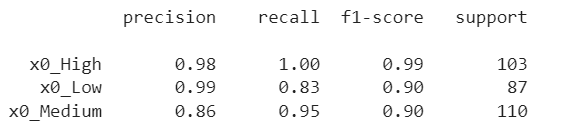 precision recall f1-score support
x0_High 0.98 1.00 0.99 103
x0_Low 0.99 0.83 0.90 87
x0_Medium 0.86 0.95 0.90 110